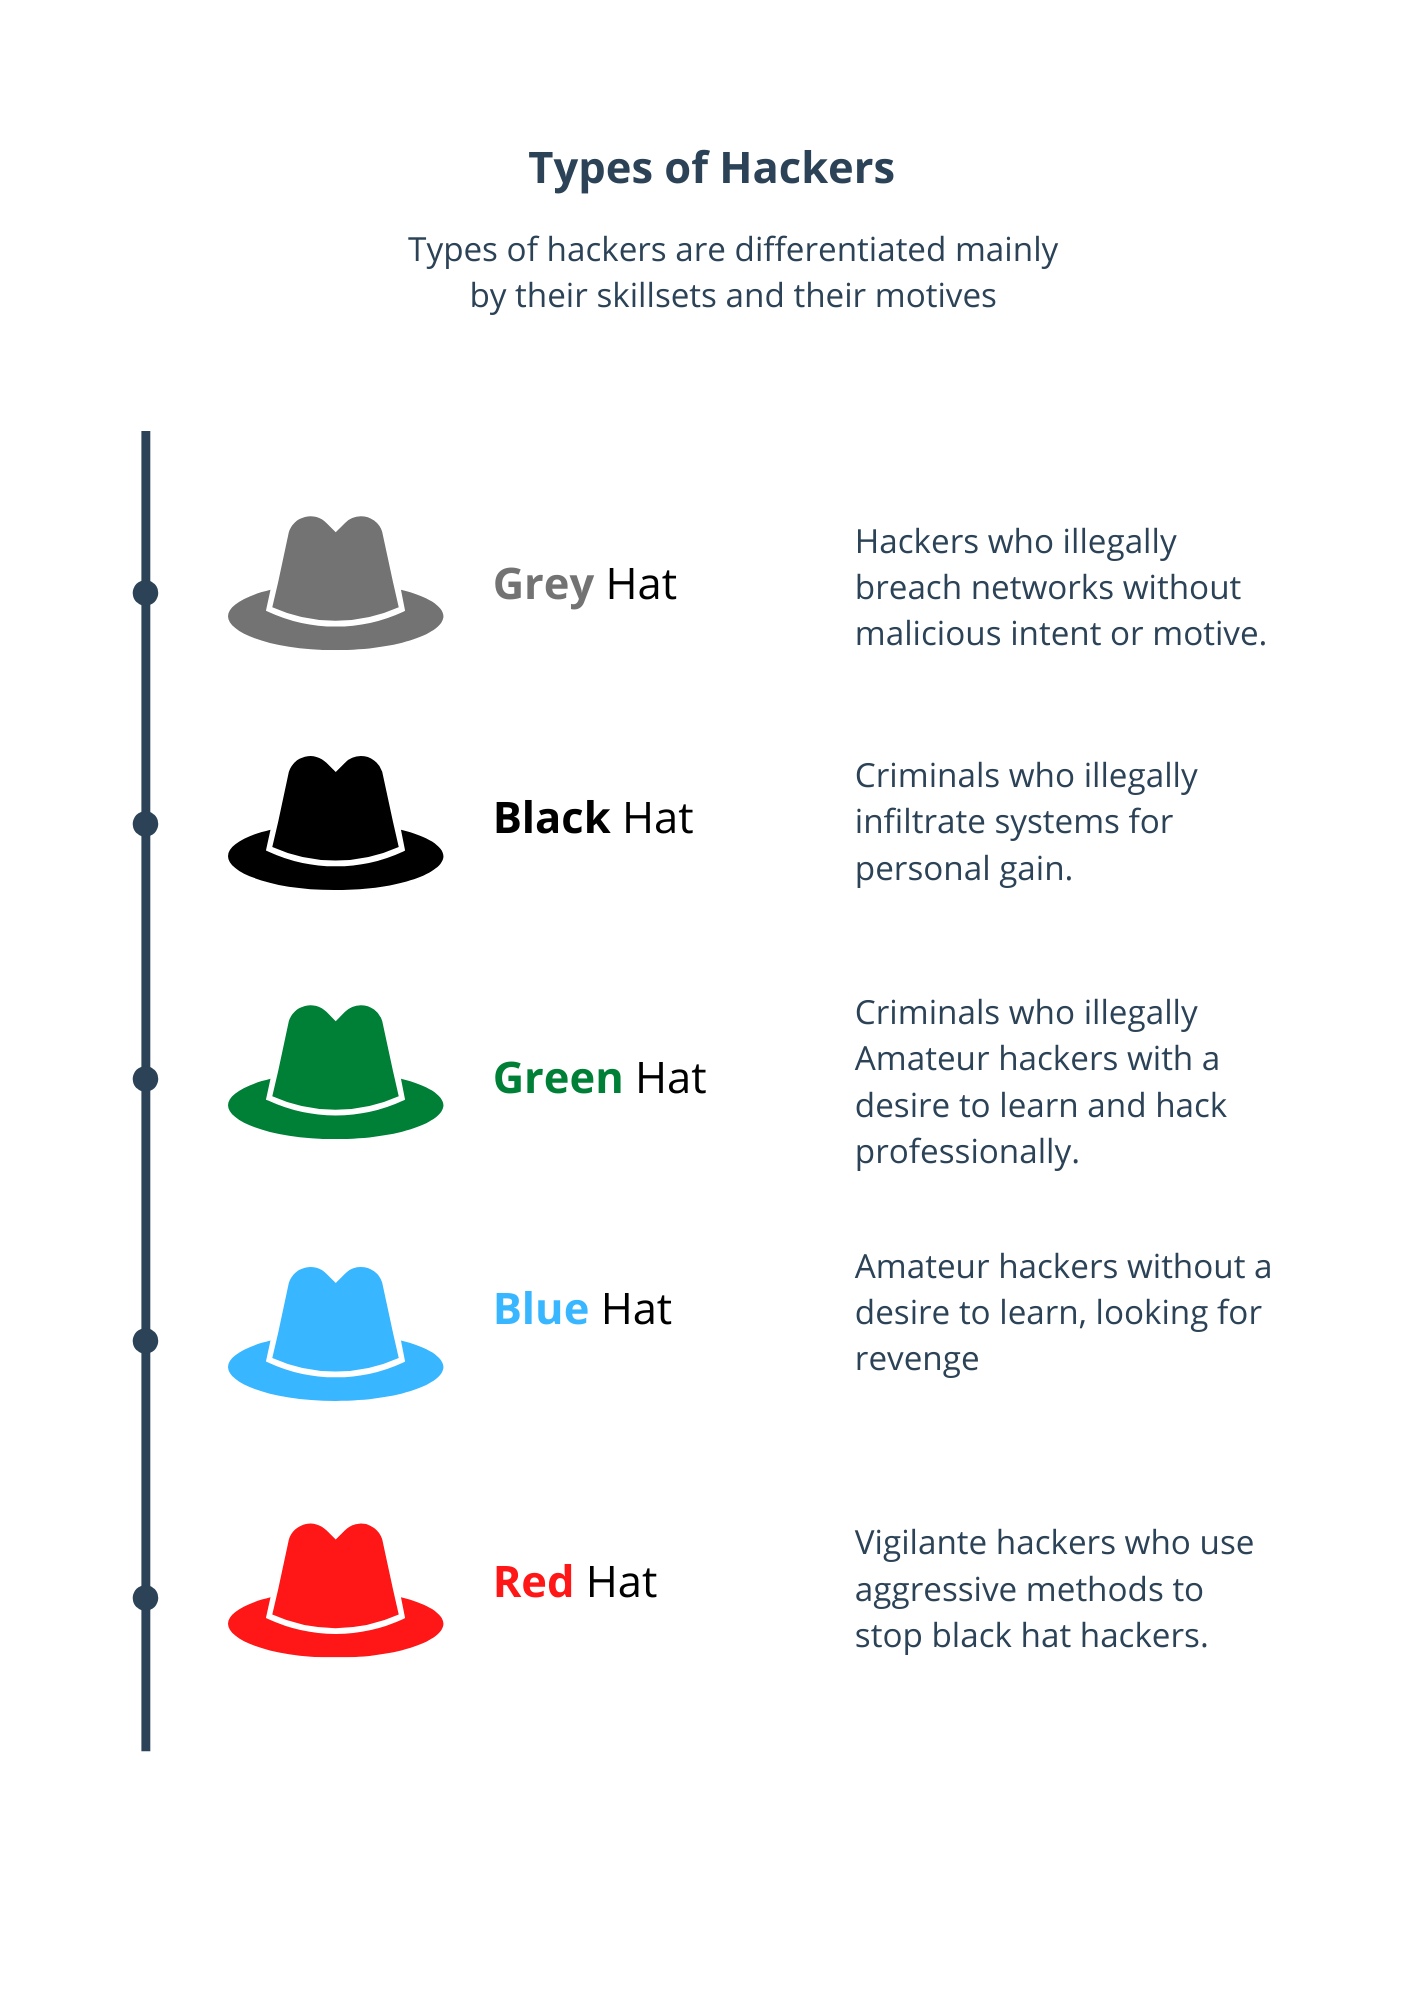 Types of Hackers
Types of hackers are differentiated mainly
by their skillsets and their motives
Grey Hat
Hackers who illegally
breach networks without
malicious intent or motive.
Black Hat
Criminals who illegally
infiltrate systems for
personal gain.
Green Hat
Criminals who illegally
Amateur hackers with a
desire to learn and hack
professionally.
Blue Hat
Amateur hackers without a
desire to learn, looking for
revenge
Red Hat
Vigilante hackers who use
aggressive methods to
stop black hat hackers.